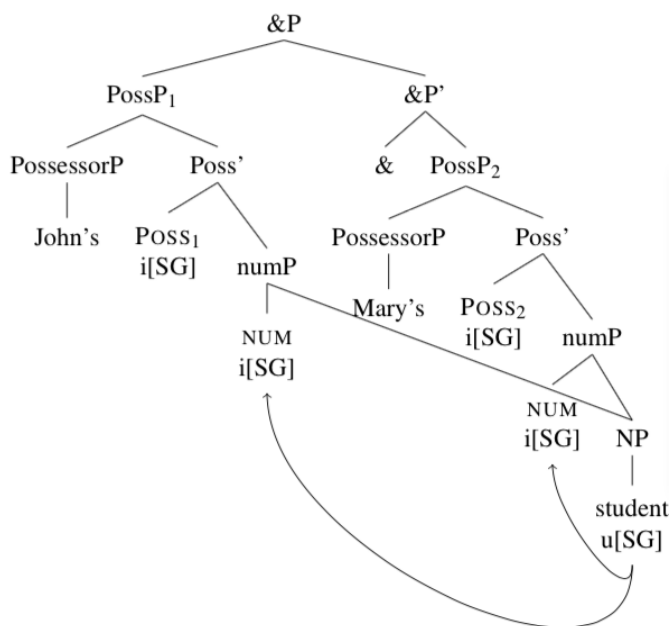 &P
PossP₁ &P'
PossessorP Poss' & PossP₂
John's POSS₁ PossessorP Poss'
i[SG] numP
Mary's POSS₂
NUM i[SG] numP
i[SG]
NUM
i[SG] NP
student
u[SG]